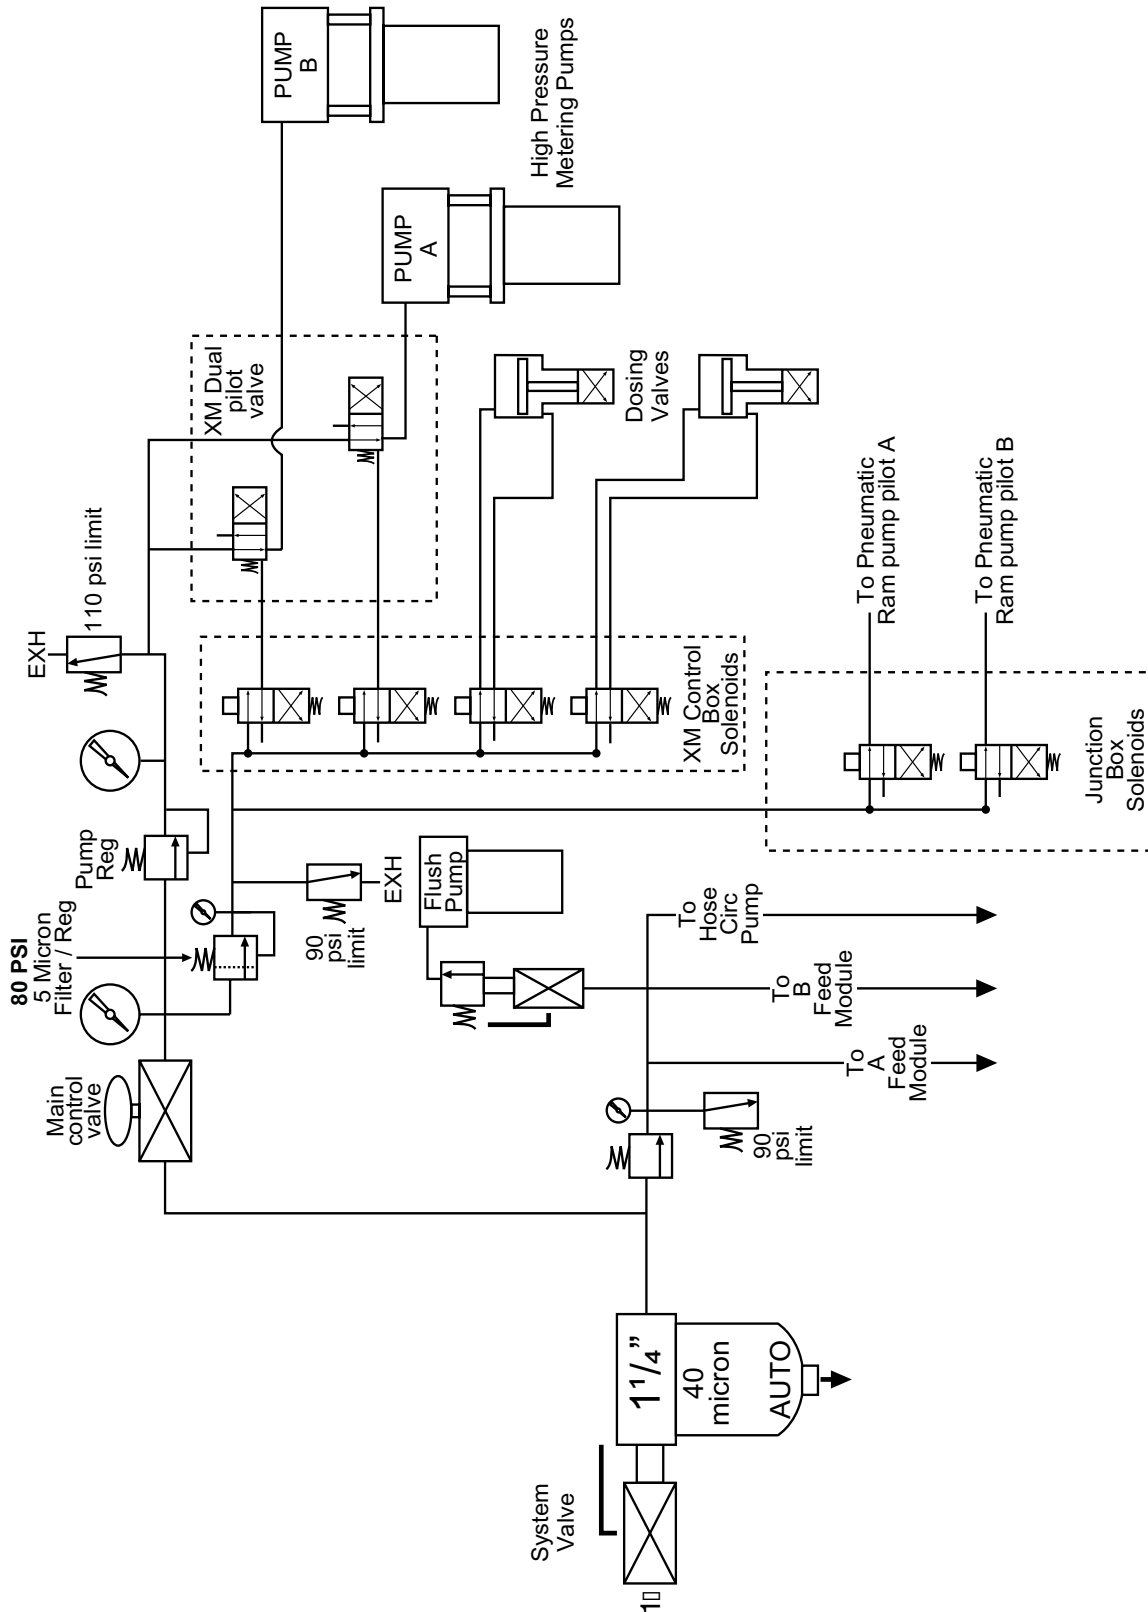 PUMP
B
High Pressure
Metering Pumps
PUMP
A
XM Dual
pilot
valve
EXH
110 psi limit
Dosing
Valves
To Pneumatic
Ram pump pilot A
To Pneumatic
Ram pump pilot B
XM Control
Box
Solenoids
Junction
Box
Solenoids
Pump
Reg
80 PSI
5 Micron
Filter / Reg
90
psi
limit
EXH
Flush
Pump
To
Hose
Circ
Pump
To
B
Feed
Module
To
A
Feed
Module
Main
control
valve
90
psi
limit
1 1/4”
40
micron
AUTO
System
Valve
1